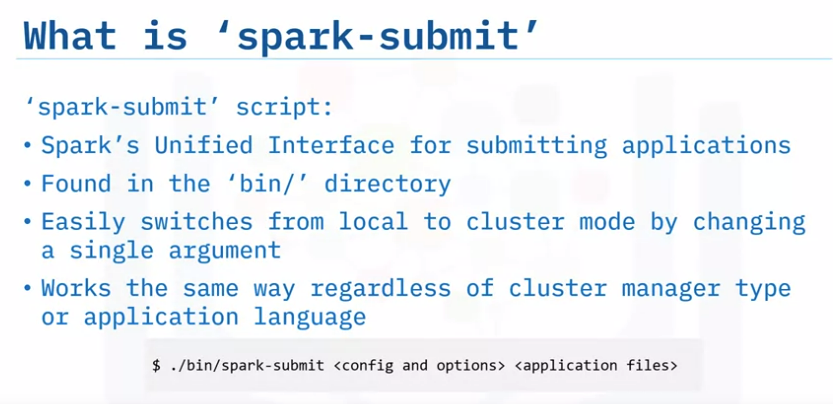 What is ‘spark-submit’
‘spark-submit’ script:
• Spark’s Unified Interface for submitting applications
• Found in the ‘bin/’ directory
• Easily switches from local to cluster mode by changing
a single argument
• Works the same way regardless of cluster manager type
or application language
$ ./bin/spark-submit <config and options> <application files>